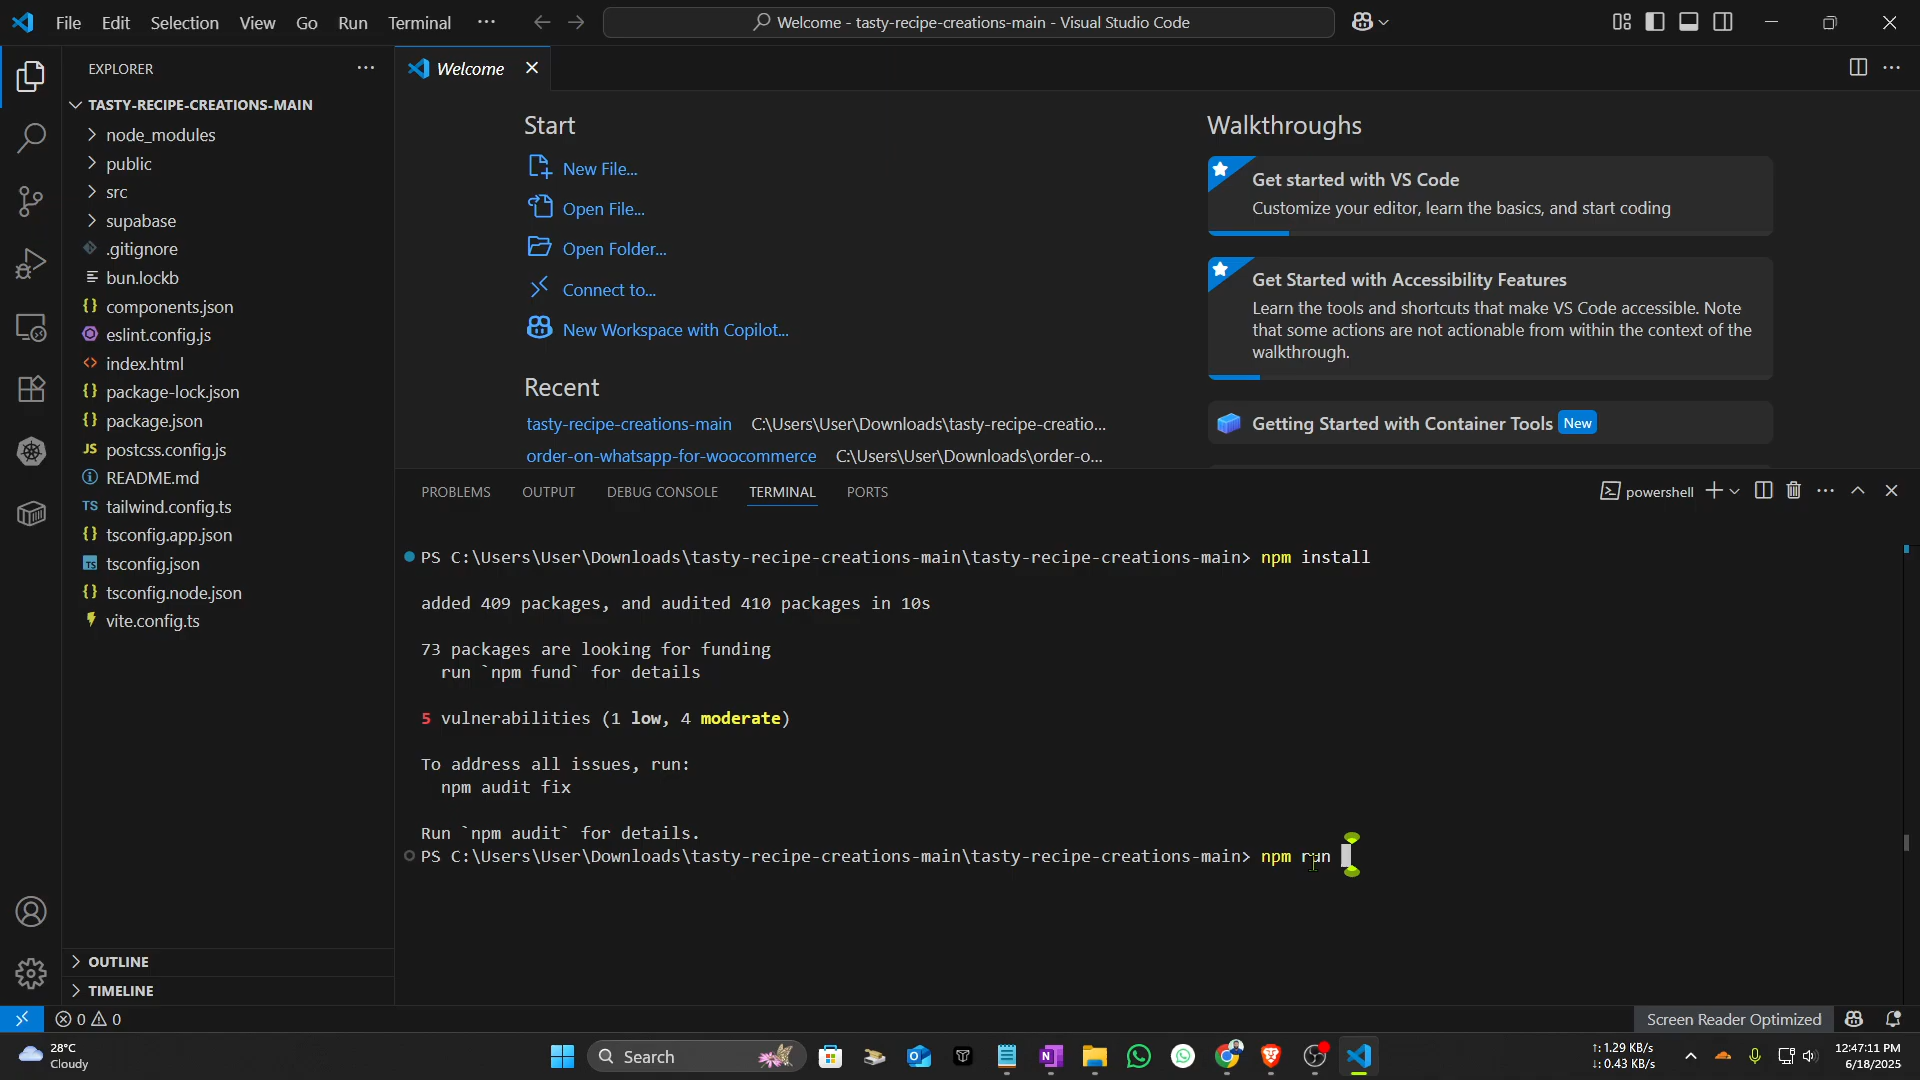 File Edit Selection View Go Run Terminal ···
Welcome - tasty-recipe-creations-main - Visual Studio Code
EXPLORER
TASTY-RECIPE-CREATIONS-MAIN
node_modules
public
src
supabase
.gitignore
bun.lockb
components.json
eslint.config.js
index.html
package-lock.json
package.json
postcss.config.js
README.md
tailwind.config.ts
tsconfig.app.json
tsconfig.json
tsconfig.node.json
vite.config.ts
OUTLINE
TIMELINE
Welcome
Start
New File...
Open File...
Open Folder...
Connect to...
New Workspace with Copilot...
Recent
tasty-recipe-creations-main C:\Users\User\Downloads\tasty-recipe-creatio...
order-on-whatsapp-for-woocommerce C:\Users\User\Downloads\order-o...
Walkthroughs
Get started with VS Code
Customize your editor, learn the basics, and start coding
Get Started with Accessibility Features
Learn the tools and shortcuts that make VS Code accessible. Note
that some actions are not actionable from within the context of the
walkthrough.
Getting Started with Container Tools New
PROBLEMS OUTPUT DEBUG CONSOLE TERMINAL PORTS
powershell
PS C:\Users\User\Downloads\tasty-recipe-creations-main\tasty-recipe-creations-main> npm install
added 409 packages, and audited 410 packages in 10s
73 packages are looking for funding
run `npm fund` for details
5 vulnerabilities (1 low, 4 moderate)
To address all issues, run:
npm audit fix
Run `npm audit` for details.
PS C:\Users\User\Downloads\tasty-recipe-creations-main\tasty-recipe-creations-main> npm run
0 0
Screen Reader Optimized
28°C
Cloudy
Search
↑: 1.29 KB/s
↓: 0.43 KB/s
12:47:11 PM
6/18/2025